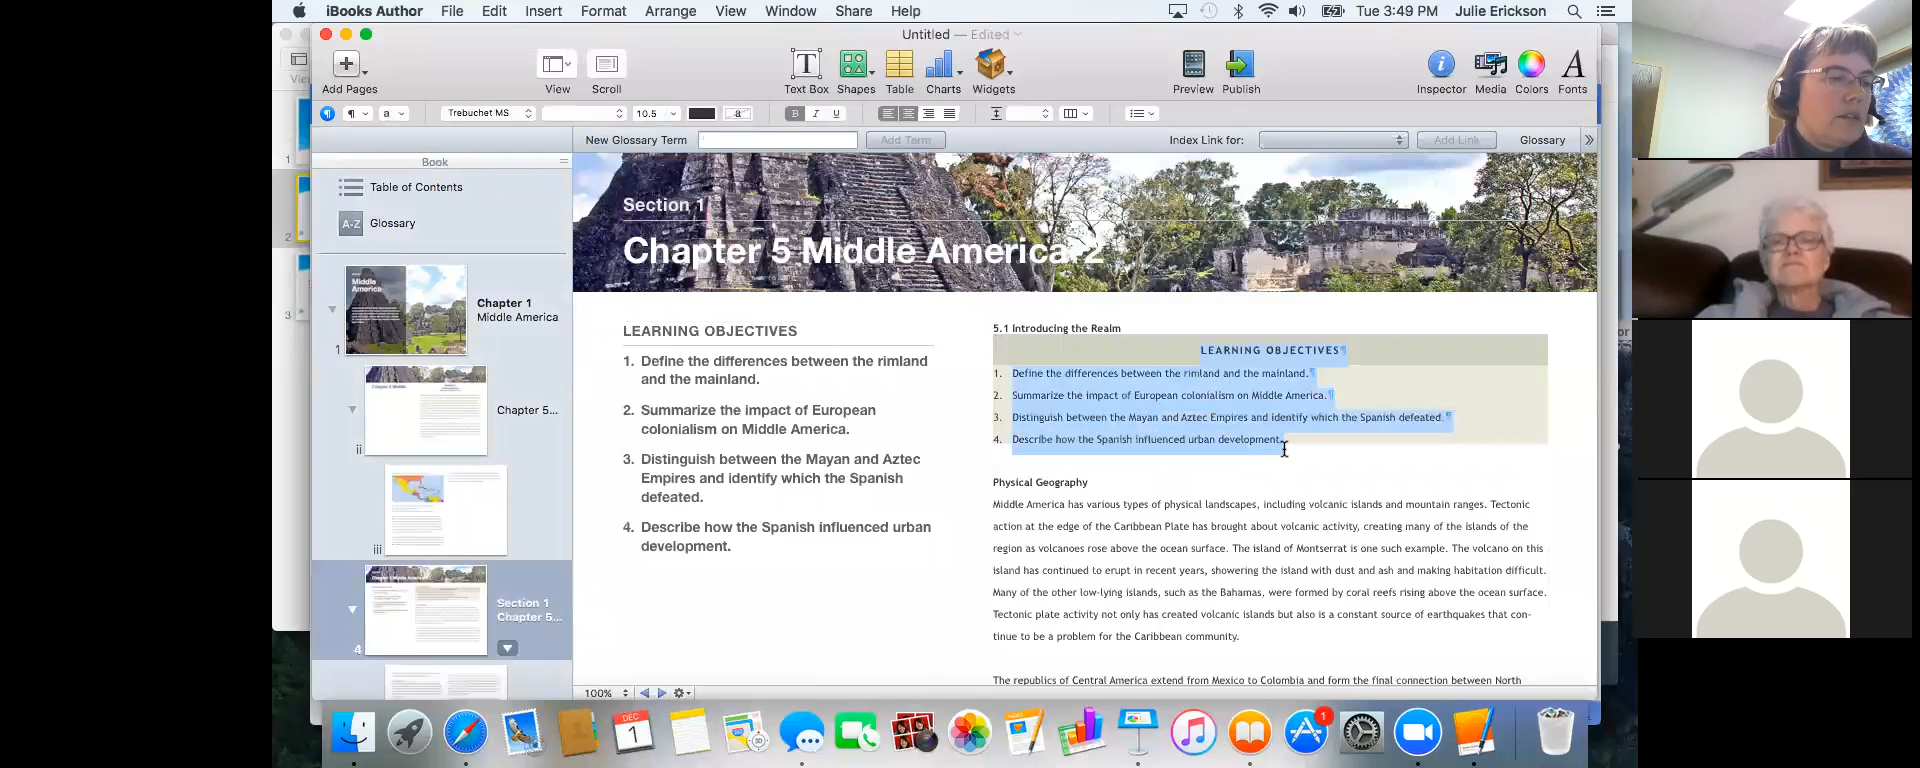 iBooks Author File Edit Insert Format Arrange View Window Share Help Tue 3:49 PM Julie Erickson
Untitled — Edited
Add Pages View Scroll Text Box Shapes Table Charts Widgets Preview Publish Inspector Media Colors Fonts
Trebuchet MS 10.5 B I U
New Glossary Term Add Term Index Link for: Add Link Glossary
Book
Table of Contents
A-Z Glossary
Middle America
Chapter 1
Middle America
1
Chapter 5...
ii
iii
Section 1
Chapter 5...
4
1
2
3
Section 1
Chapter 5 Middle America-2
LEARNING OBJECTIVES
1. Define the differences between the rimland
and the mainland.
2. Summarize the impact of European
colonialism on Middle America.
3. Distinguish between the Mayan and Aztec
Empires and identify which the Spanish
defeated.
4. Describe how the Spanish influenced urban
development.
5.1 Introducing the Realm
LEARNING OBJECTIVES¶
1. Define the differences between the rimland and the mainland.¶
2. Summarize the impact of European colonialism on Middle America.¶
3. Distinguish between the Mayan and Aztec Empires and identify which the Spanish defeated.¶
4. Describe how the Spanish influenced urban development.
Physical Geography
Middle America has various types of physical landscapes, including volcanic islands and mountain ranges. Tectonic
action at the edge of the Caribbean Plate has brought about volcanic activity, creating many of the islands of the
region as volcanoes rose above the ocean surface. The island of Montserrat is one such example. The volcano on this
island has continued to erupt in recent years, showering the island with dust and ash and making habitation difficult.
Many of the other low-lying islands, such as the Bahamas, were formed by coral reefs rising above the ocean surface.
Tectonic plate activity not only has created volcanic islands but also is a constant source of earthquakes that con-
tinue to be a problem for the Caribbean community.
The republics of Central America extend from Mexico to Colombia and form the final connection between North
100%
DEC
1
1